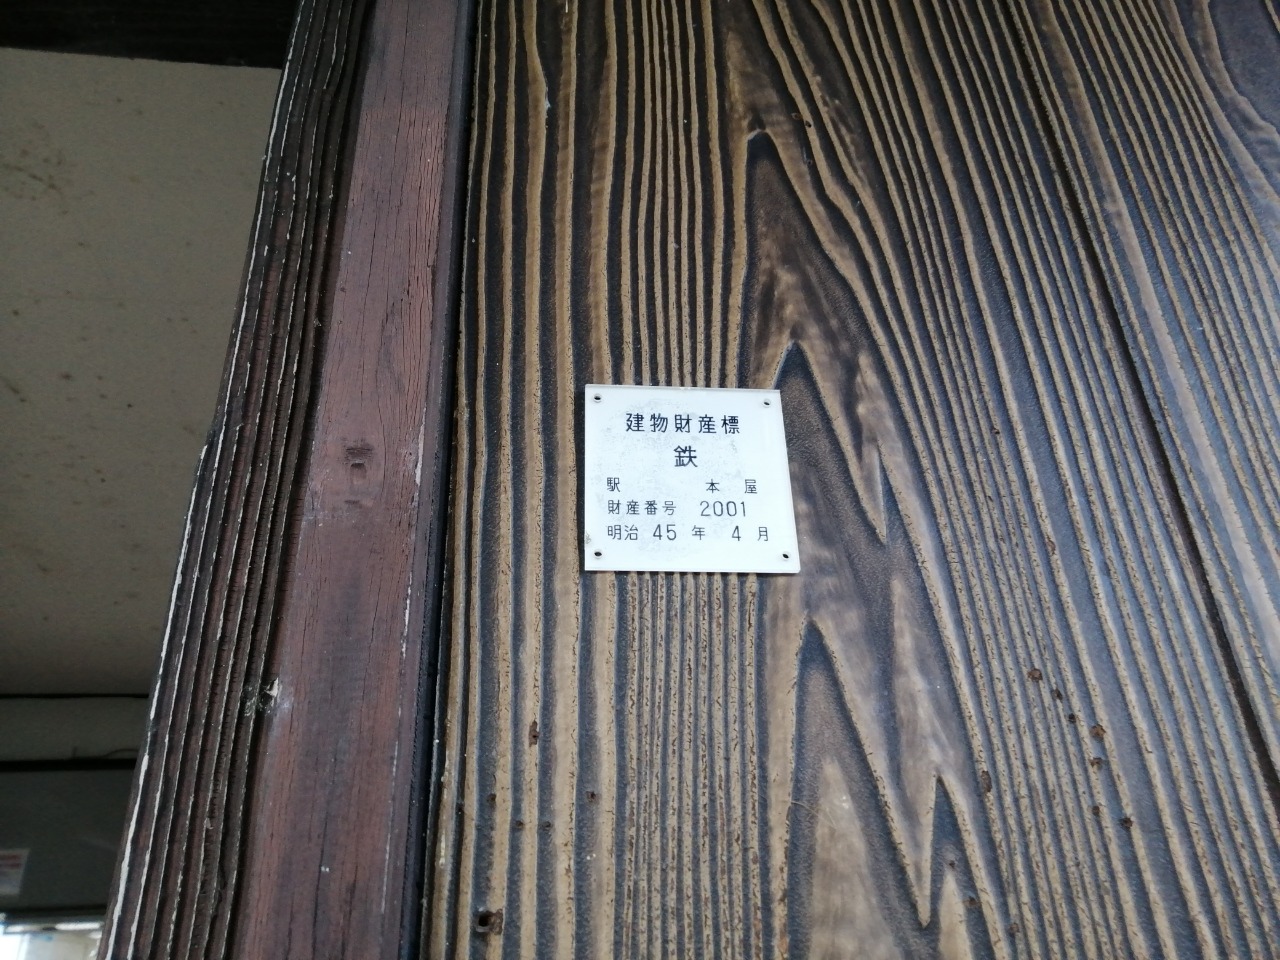 建物財産標
鉄
駅 本屋
財産番号 2001
明治 45 年 4 月